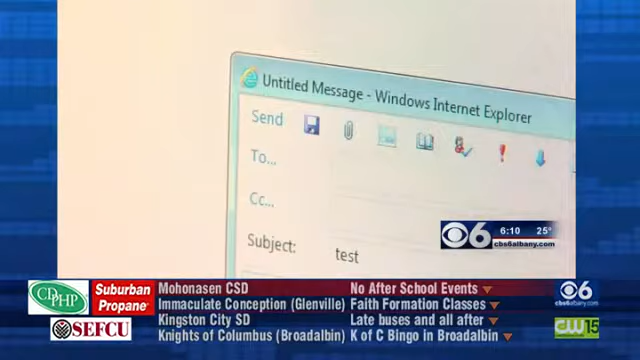 Untitled Message - Windows Internet Explorer
Send
To...
Cc...
Subject: test
6 6:10 25°
cbs6albany.com
CDPHP
Suburban Propane
SEFCU
Mohonasen CSD No After School Events
Immaculate Conception (Glenville) Faith Formation Classes
Kingston City SD Late buses and all after
Knights of Columbus (Broadalbin) K of C Bingo in Broadalbin
6
cbs6albany.com
CW15